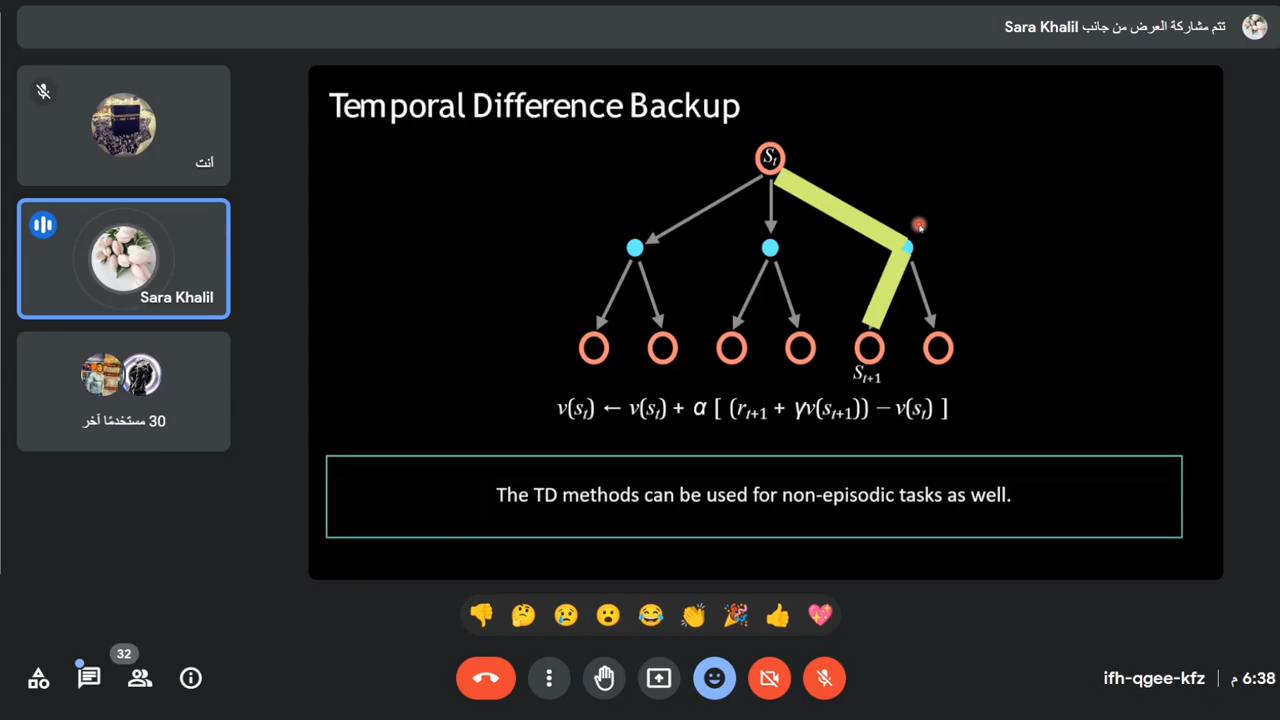 تتم مشاركة العرض من جانب Sara Khalil
أنت
Sara Khalil
30 مستخدمًا آخر
Temporal Difference Backup
Sₜ
Sₜ₊₁
v(sₜ) ← v(sₜ) + α [ (rₜ₊₁ + γv(sₜ₊₁)) − v(sₜ) ]
The TD methods can be used for non-episodic tasks as well.
32
ifh-qgee-kfz
6:38 م